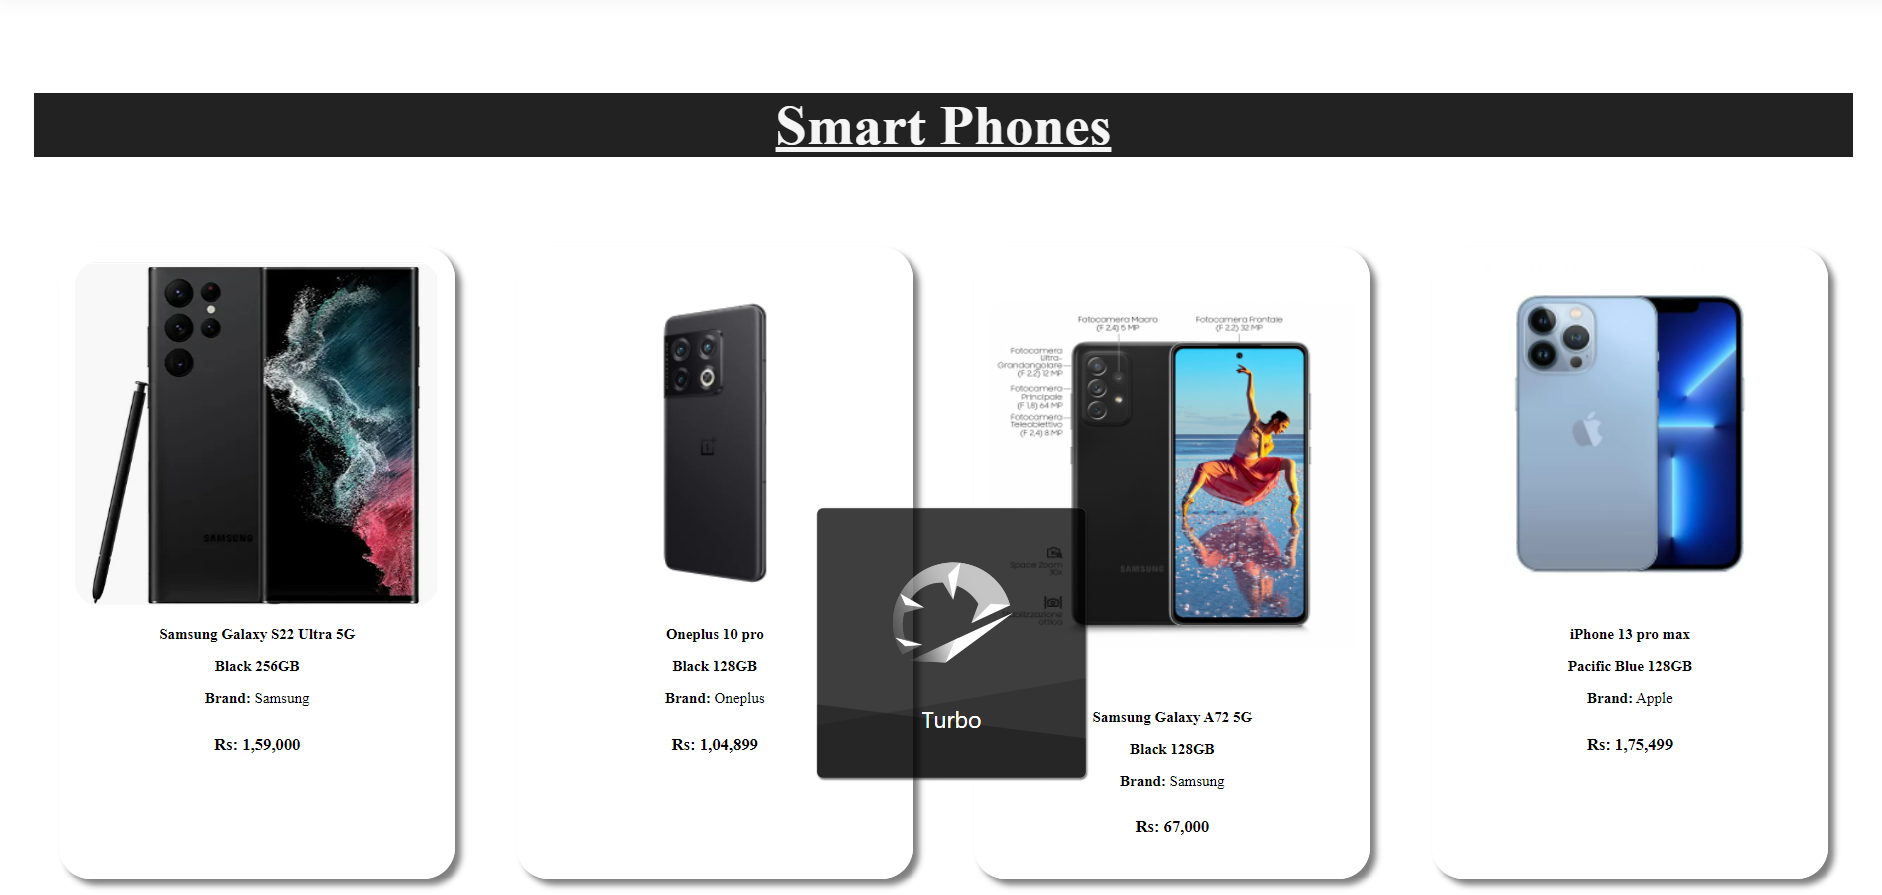 Smart Phones
SAMSUNG
Samsung Galaxy S22 Ultra 5G
Black 256GB
Brand: Samsung
Rs: 1,59,000
Oneplus 10 pro
Black 128GB
Brand: Oneplus
Rs: 1,04,899
Turbo
Fotocamera Macro
(F 2,4) 5 MP
Fotocamera Frontale
(F 2,2) 32 MP
Fotocamera
Ultra-
Grandangolare
(F 2,2) 12 MP
Fotocamera
Principale
(F 1,8) 64 MP
Fotocamera
Teleobiettivo
(F 2,4) 8 MP
Space Zoom
30x
ottica
SAMSUNG
Samsung Galaxy A72 5G
Black 128GB
Brand: Samsung
Rs: 67,000
iPhone 13 pro max
Pacific Blue 128GB
Brand: Apple
Rs: 1,75,499